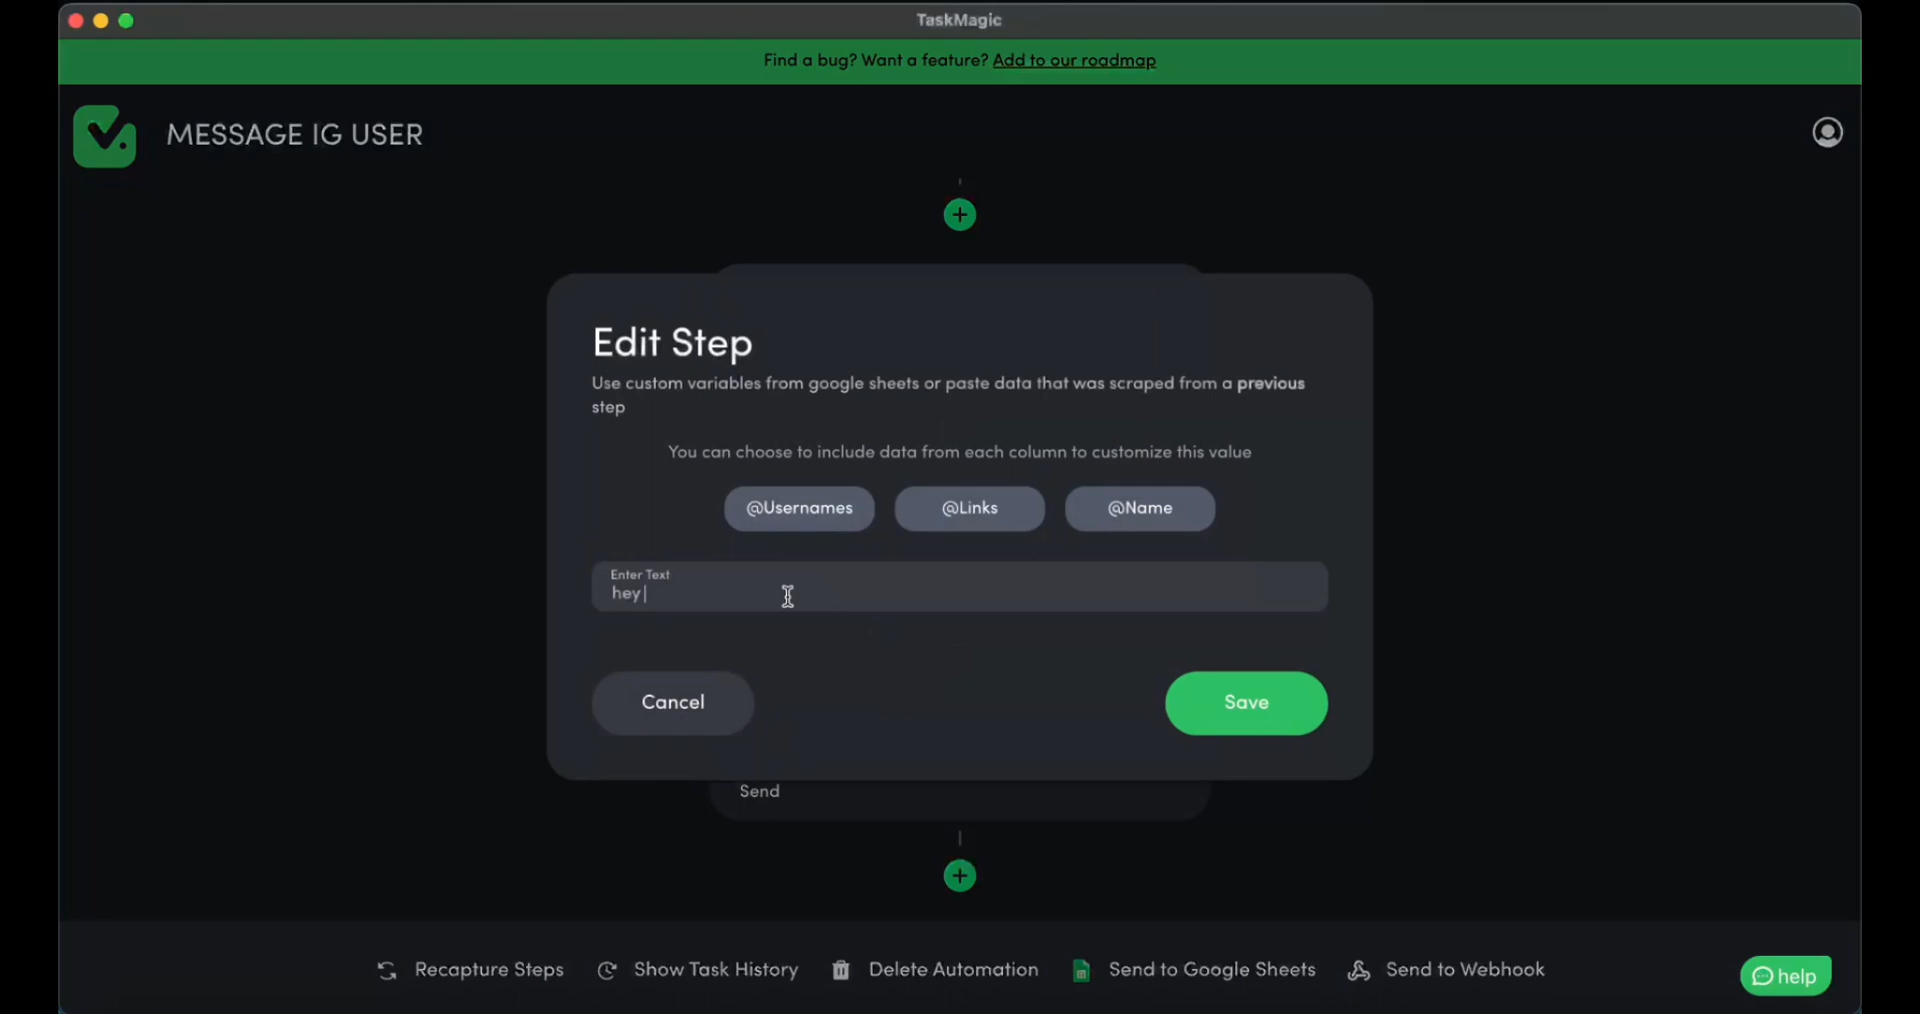 TaskMagic
Find a bug? Want a feature? Add to our roadmap
MESSAGE IG USER
Edit Step
Use custom variables from google sheets or paste data that was scraped from a previous
step
You can choose to include data from each column to customize this value
@Usernames @Links @Name
Enter Text
hey
Cancel Save
Send
Recapture Steps Show Task History Delete Automation Send to Google Sheets Send to Webhook
help